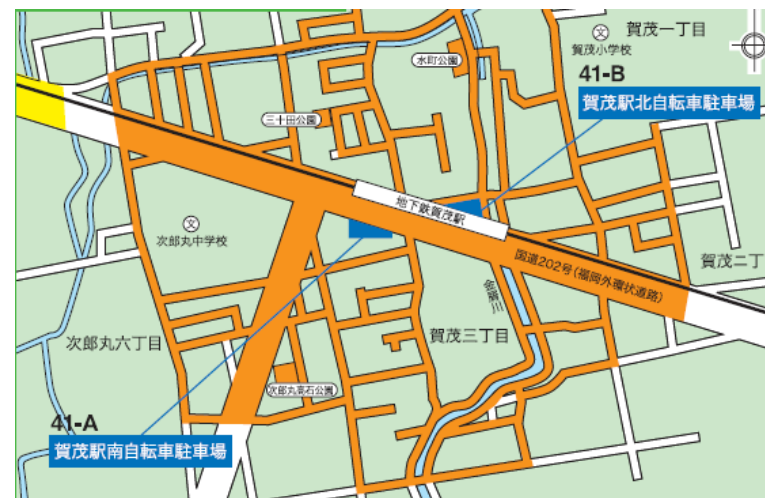 賀茂一丁目
文
賀茂小学校
水町公園
41-B
賀茂駅北自転車駐車場
三十田公園
地下鉄賀茂駅
文
次郎丸中学校
国道202号(福岡外環状道路)
賀茂二丁
金屑川
賀茂三丁目
次郎丸六丁目
次郎丸高石公園
41-A
賀茂駅南自転車駐車場